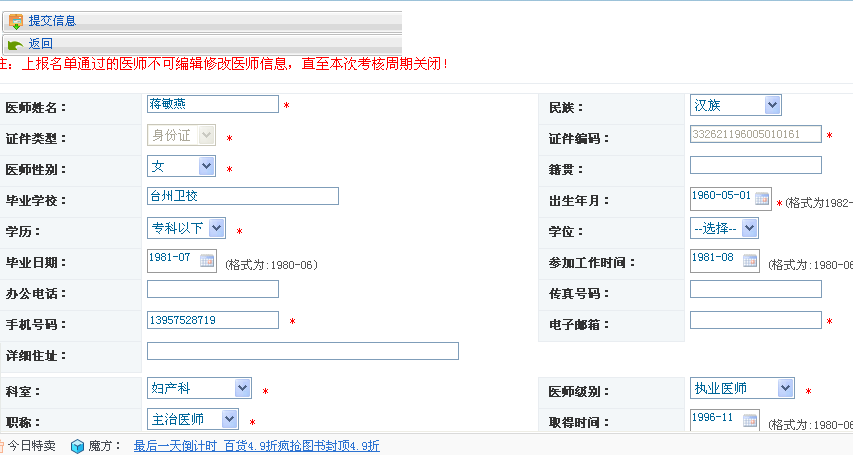 提交信息
返回
注：上报名单通过的医师不可编辑修改医师信息，直至本次考核周期关闭！
医师姓名： 蒋敏燕 * 民族： 汉族
证件类型： 身份证 * 证件编码： 332621196005010161 *
医师性别： 女 * 籍贯：
毕业学校： 台州卫校 出生年月： 1960-05-01 *(格式为1982-
学历： 专科以下 * 学位： --选择--
毕业日期： 1981-07 (格式为:1980-06) 参加工作时间： 1981-08 (格式为:1980-06
办公电话： 传真号码：
手机号码： 13957528719 * 电子邮箱： *
详细住址：
科室： 妇产科 * 医师级别： 执业医师 *
职称： 主治医师 * 取得时间： 1996-11 (格式为:1980-06
今日特卖 魔方： 最后一天倒计时 百货4.9折疯抢图书封顶4.9折